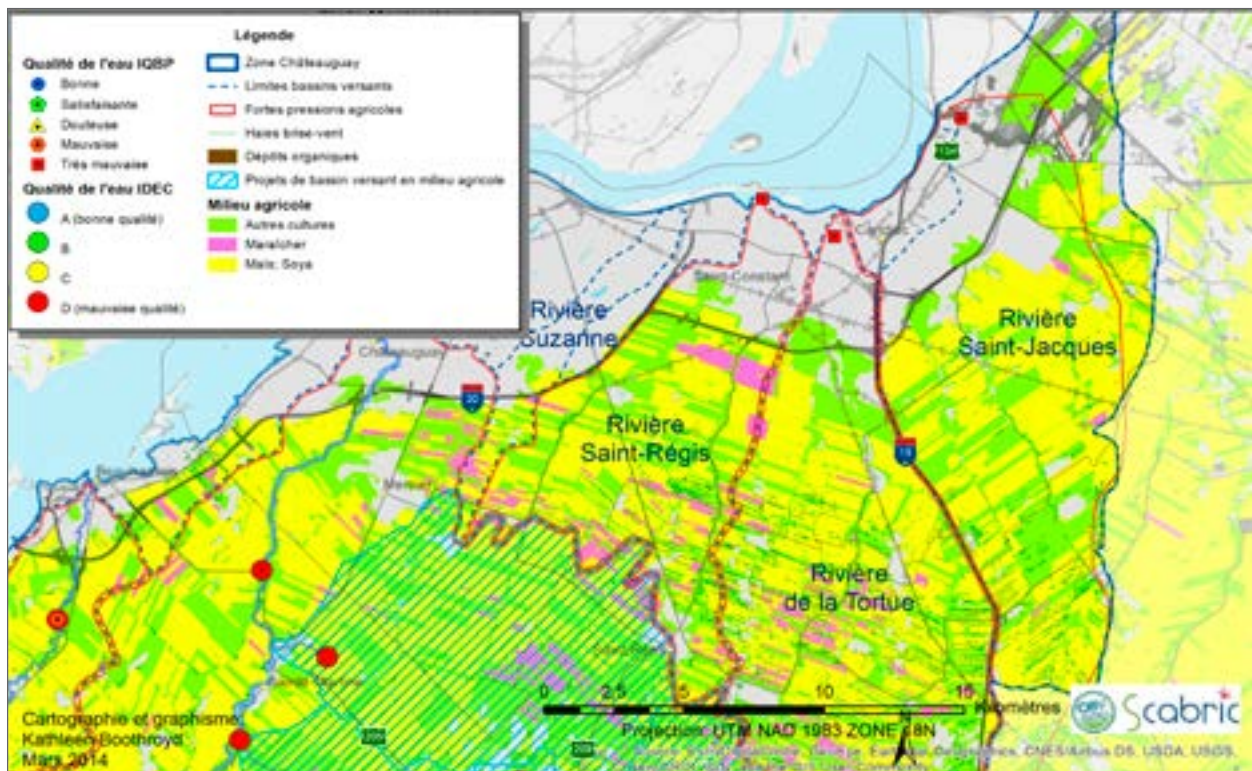 Légende
Qualité de l'eau IQBP
Bonne
Satisfaisante
Douteuse
Mauvaise
Très mauvaise
Qualité de l'eau IDEC
A (bonne qualité)
B
C
D (mauvaise qualité)
Zone Châteauguay
Limites bassins versants
Fortes pressions agricoles
Haies brise-vent
Dépôts organiques
Projets de bassin versant en milieu agricole
Milieu agricole
Autres cultures
Maraîcher
Maïs; Soya
Rivière
Suzanne
Saint-Constant
Châteauguay
20
Rivière
Saint-Jacques
Rivière
Saint-Régis
15
Mercier
Rivière
de la Tortue
0 2,5 5 10 15
Kilomètres
Projection: UTM NAD 1983 ZONE 18N
Cartographie et graphisme:
Kathleen Boothroyd
Mars 2014
Scabric